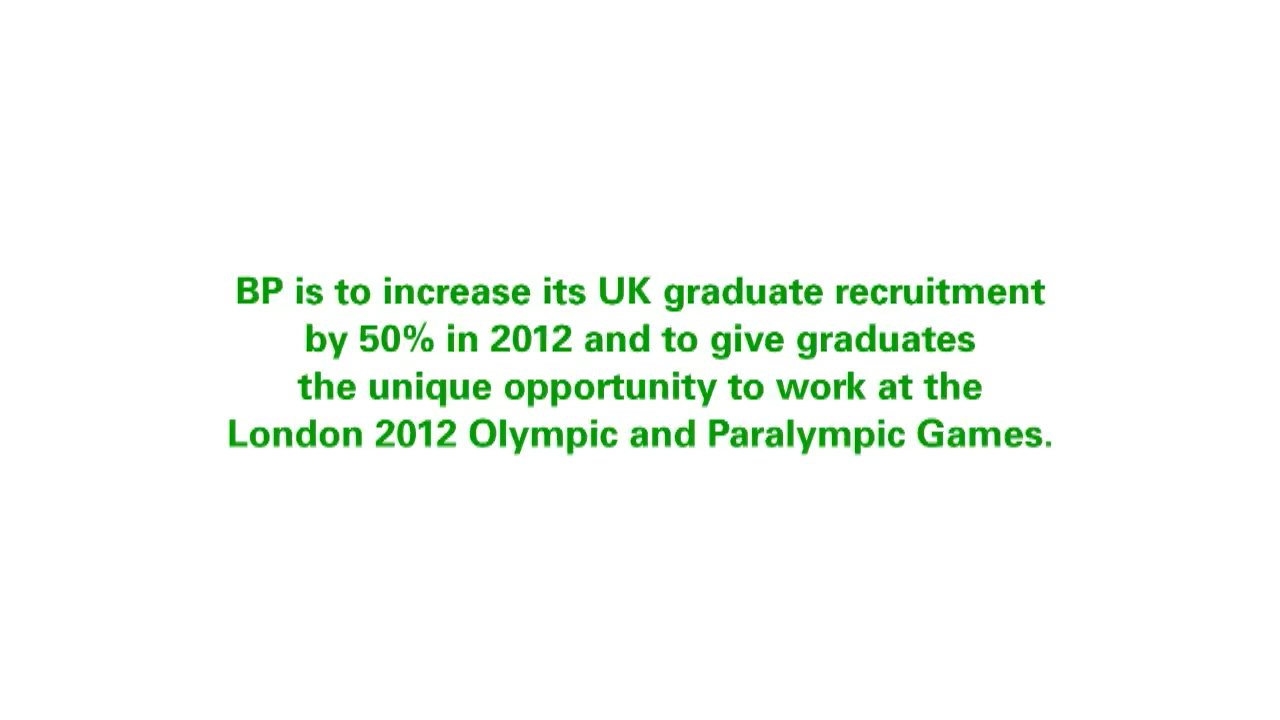 BP is to increase its UK graduate recruitment
by 50% in 2012 and to give graduates
the unique opportunity to work at the
London 2012 Olympic and Paralympic Games.